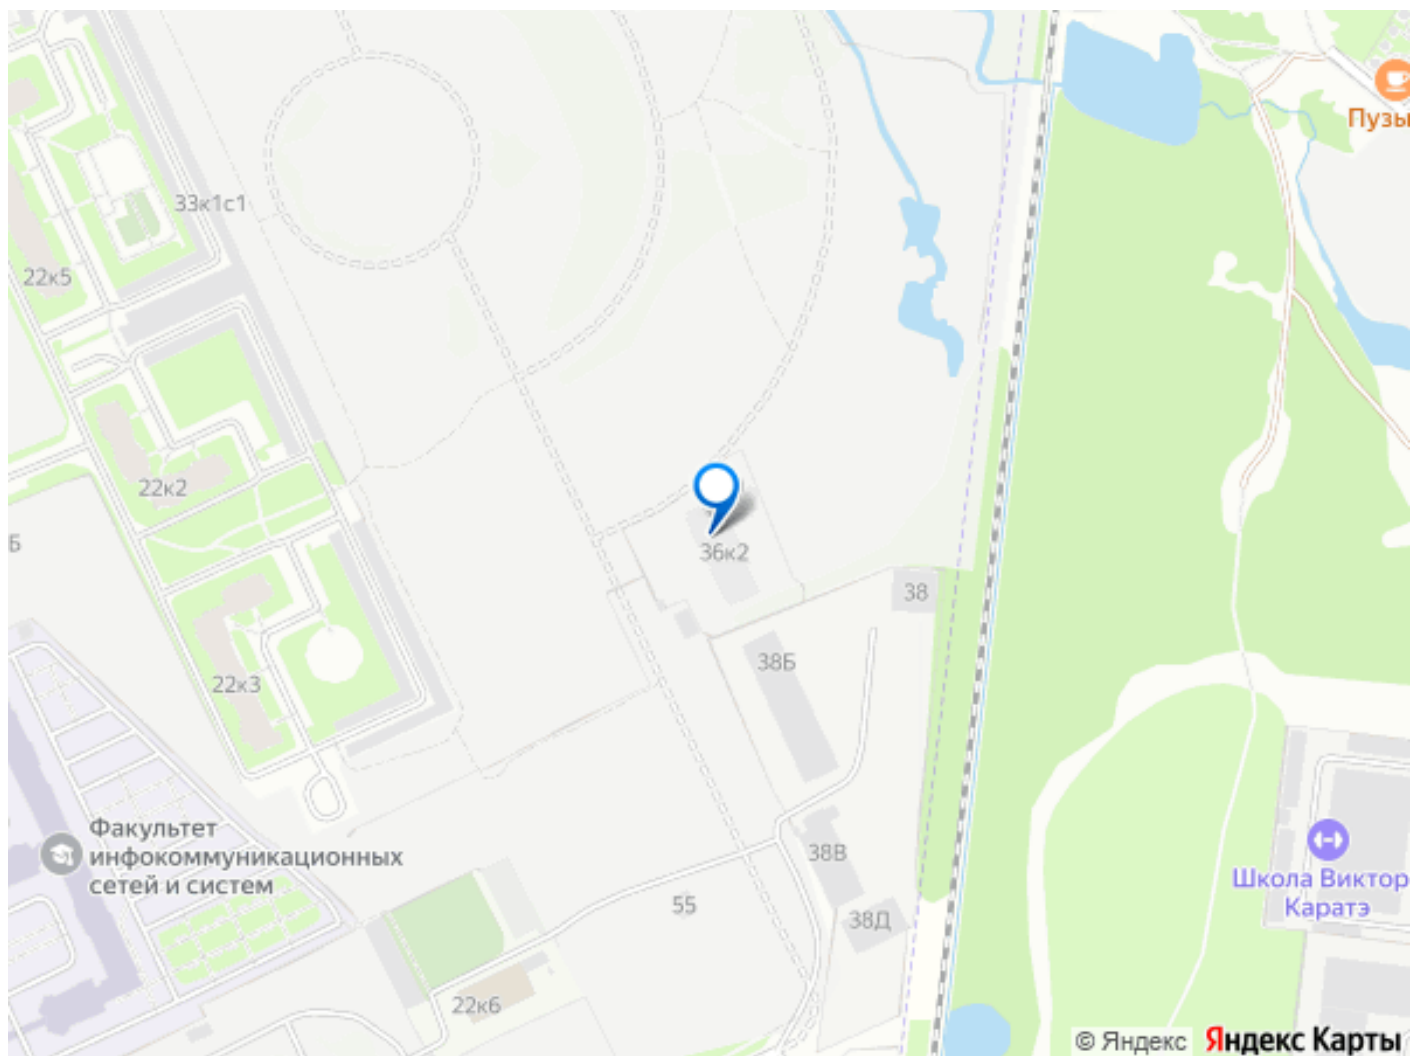 Пузы
33к1с1
22к5
22к2
Б
36к2
38
38Б
22к3
Факультет
инфокоммуникационных
сетей и систем
38В
Школа Виктор
Каратэ
55
38Д
22к6
© Яндекс Яндекс Карты